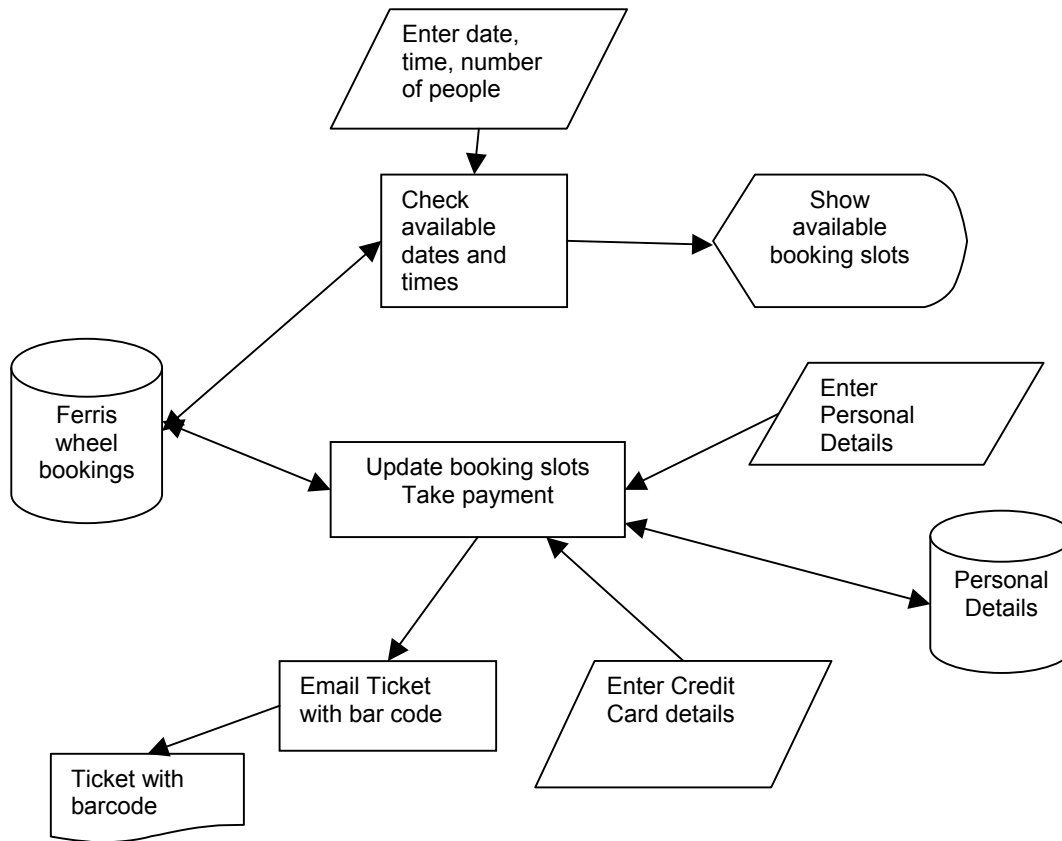 Enter date,
time, number
of people
Check
available
dates and
times
Show
available
booking slots
Ferris
wheel
bookings
Enter
Personal
Details
Update booking slots
Take payment
Personal
Details
Email Ticket
with bar code
Enter Credit
Card details
Ticket with
barcode